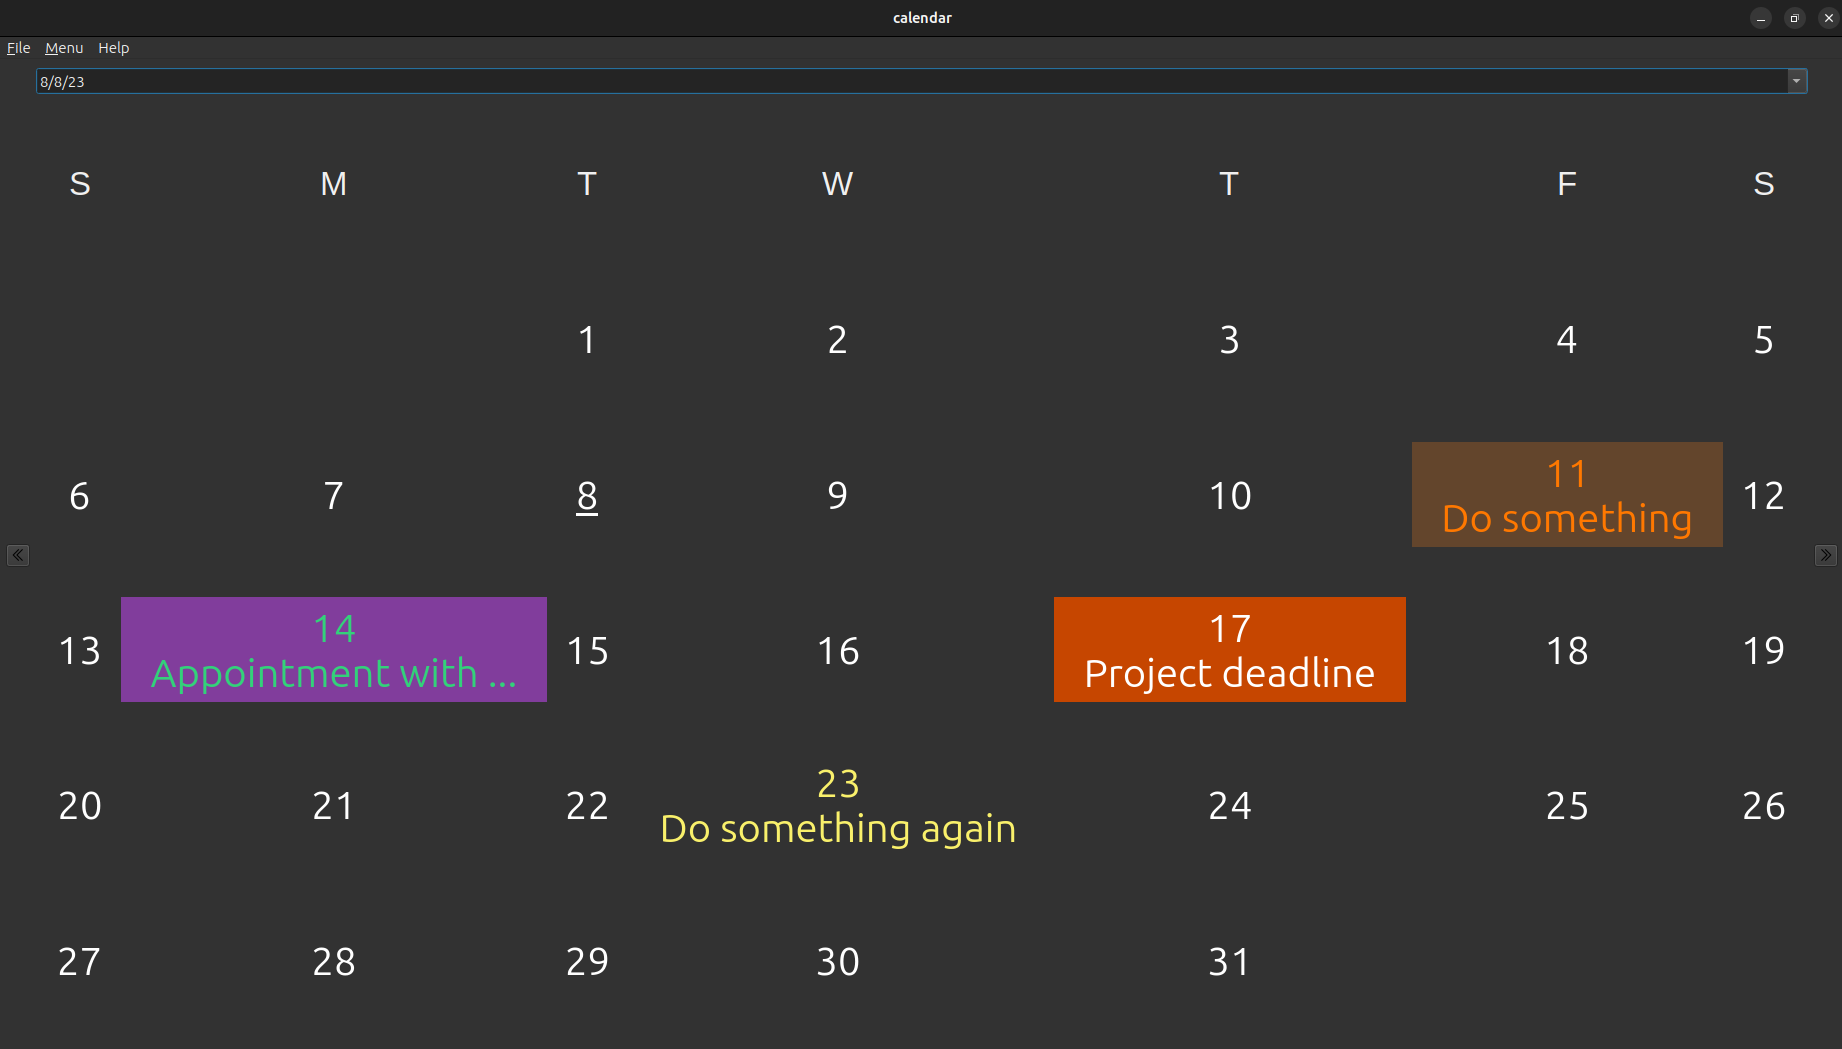 calendar
File Menu Help
8/8/23
S M T W T F S
1 2 3 4 5
6 7 8 9 10 11 12
Do something
13 14 15 16 17 18 19
Appointment with ... Project deadline
20 21 22 23 24 25 26
Do something again
27 28 29 30 31